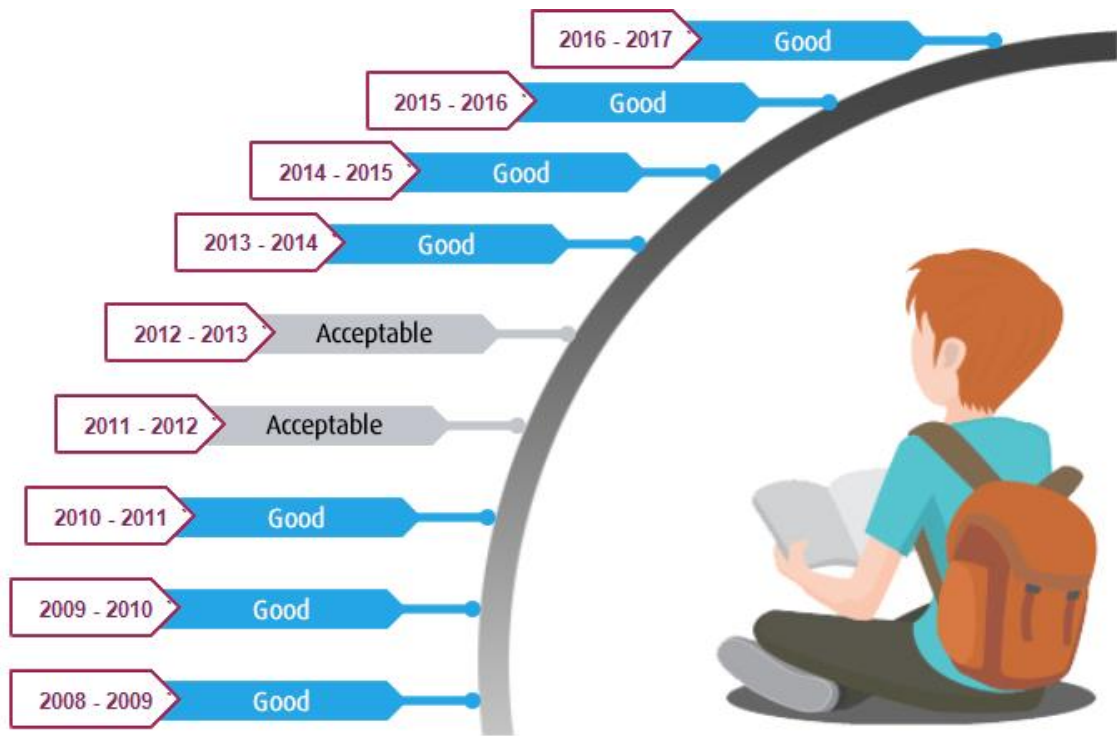 2016 - 2017 Good
2015 - 2016 Good
2014 - 2015 Good
2013 - 2014 Good
2012 - 2013 Acceptable
2011 - 2012 Acceptable
2010 - 2011 Good
2009 - 2010 Good
2008 - 2009 Good